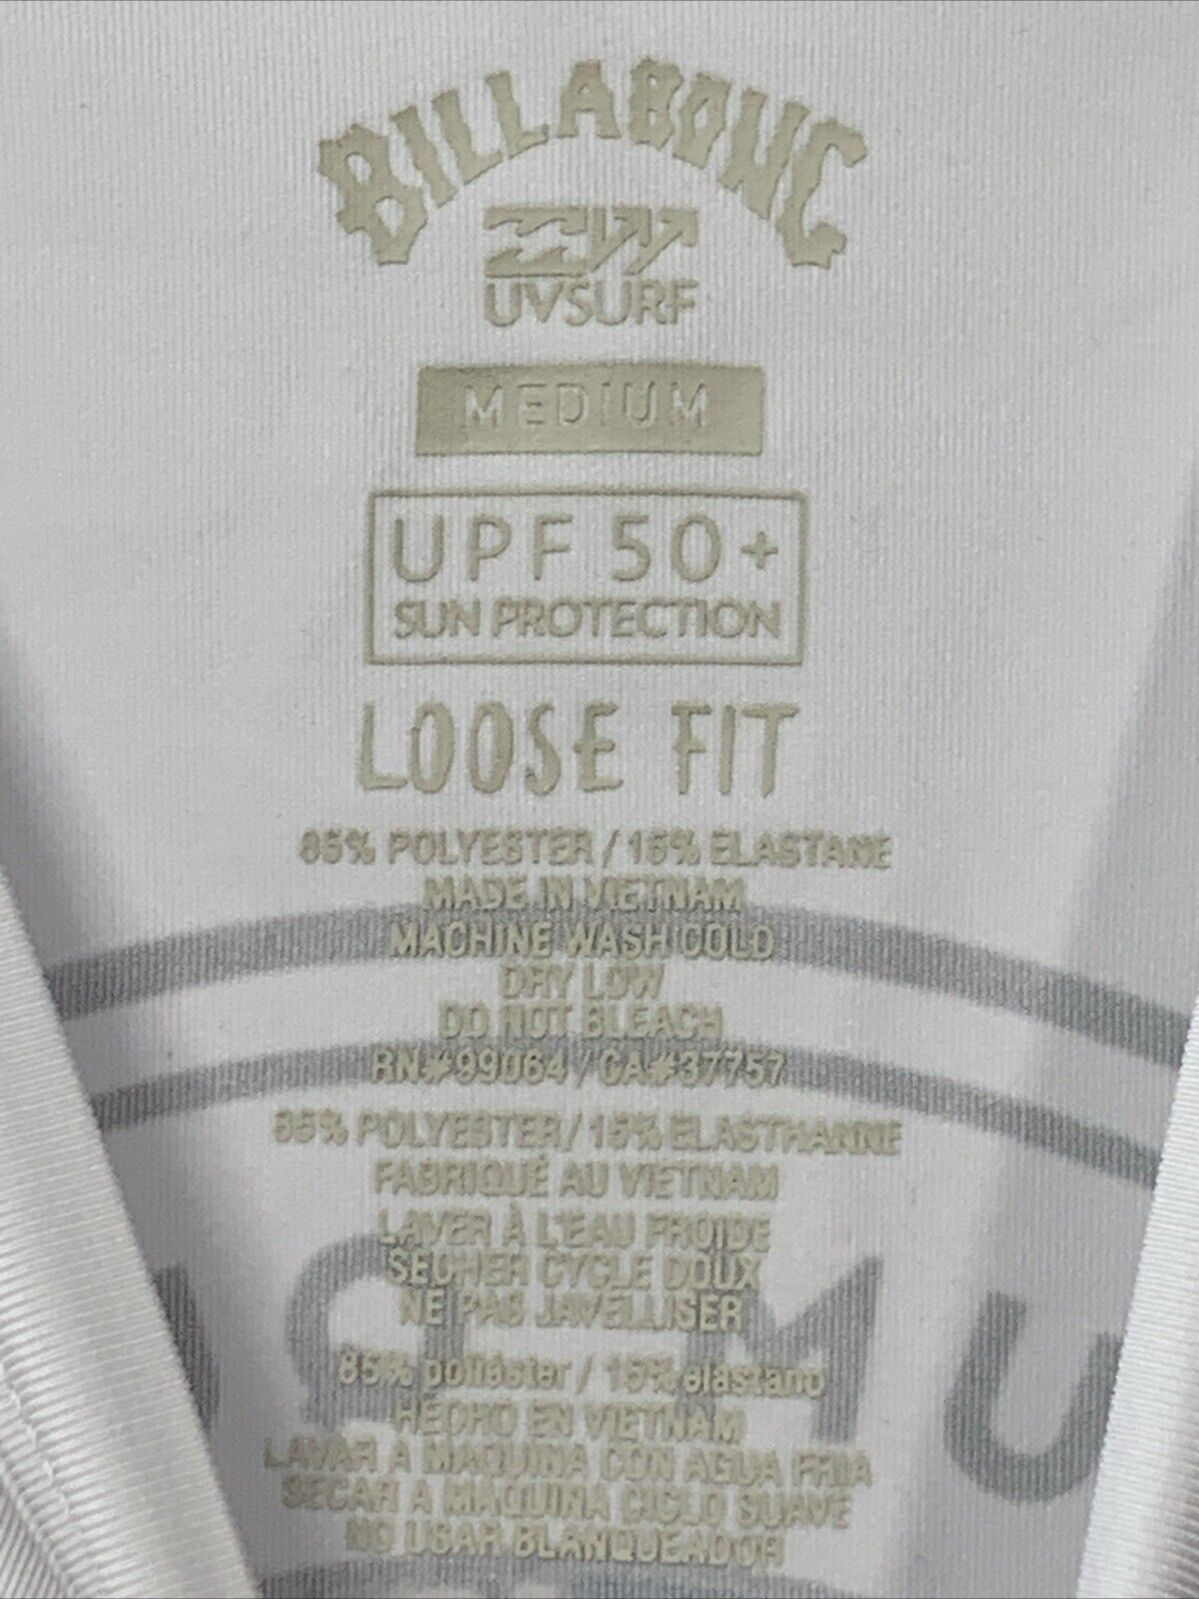 BILLABONG
UVSURF
MEDIUM
UPF 50+
SUN PROTECTION
LOOSE FIT
85% POLYESTER / 15% ELASTANE
MADE IN VIETNAM
MACHINE WASH COLD
DRY LOW
DO NOT BLEACH
RN#99064 / CA#37757
85% POLYESTER / 15% ELASTHANNE
FABRIQUÉ AU VIETNAM
LAVER À L'EAU FROIDE
SECHER CYCLE DOUX
NE PAS JAVELLISER
85% poliéster / 15% elastano
HECHO EN VIETNAM
LAVAR A MAQUINA CON AGUA FRIA
SECAR A MAQUINA CICLO SUAVE
NO USAR BLANQUEADOR